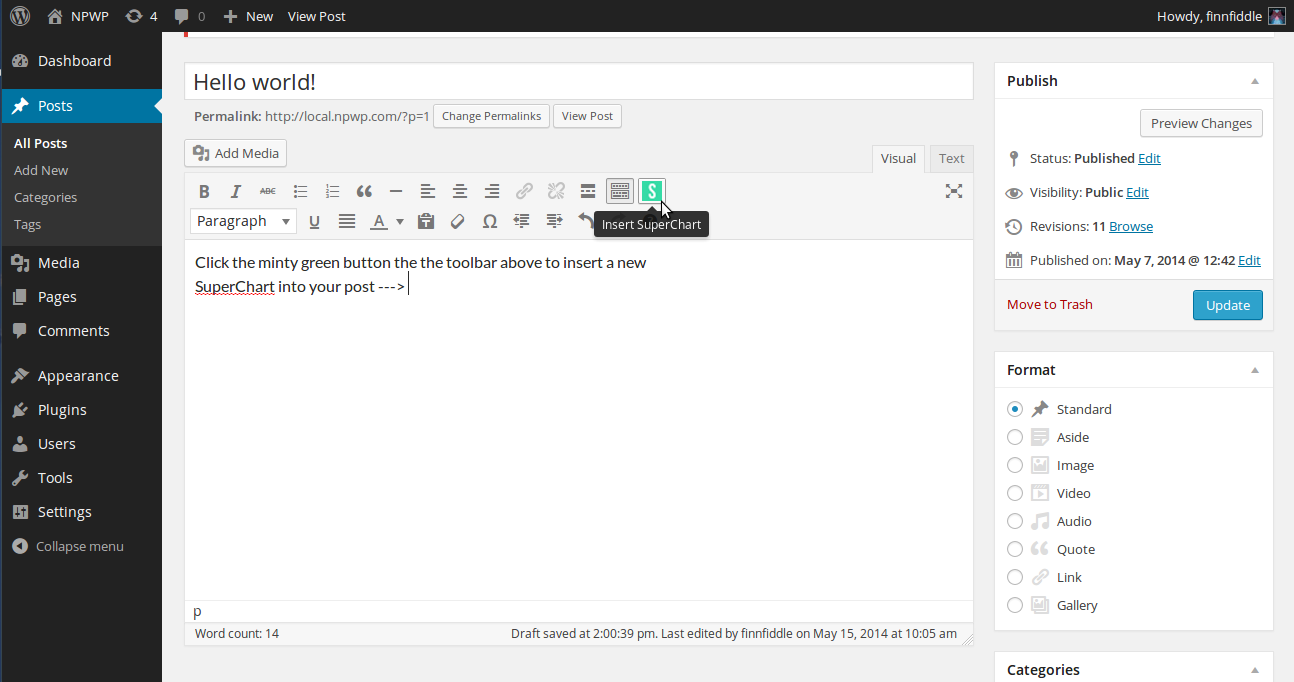 NPWP 4 0 New View Post Howdy, finnfiddle
Dashboard
Posts
All Posts
Add New
Categories
Tags
Media
Pages
Comments
Appearance
Plugins
Users
Tools
Settings
Collapse menu
Hello world!
Permalink: http://local.npwp.com/?p=1 Change Permalinks View Post
Add Media
Visual Text
B I ABC S
Paragraph U A Ω
Insert SuperChart
Click the minty green button the the toolbar above to insert a new
SuperChart into your post --->
p
Word count: 14 Draft saved at 2:00:39 pm. Last edited by finnfiddle on May 15, 2014 at 10:05 am
Publish
Preview Changes
Status: Published Edit
Visibility: Public Edit
Revisions: 11 Browse
Published on: May 7, 2014 @ 12:42 Edit
Move to Trash Update
Format
Standard
Aside
Image
Video
Audio
Quote
Link
Gallery
Categories